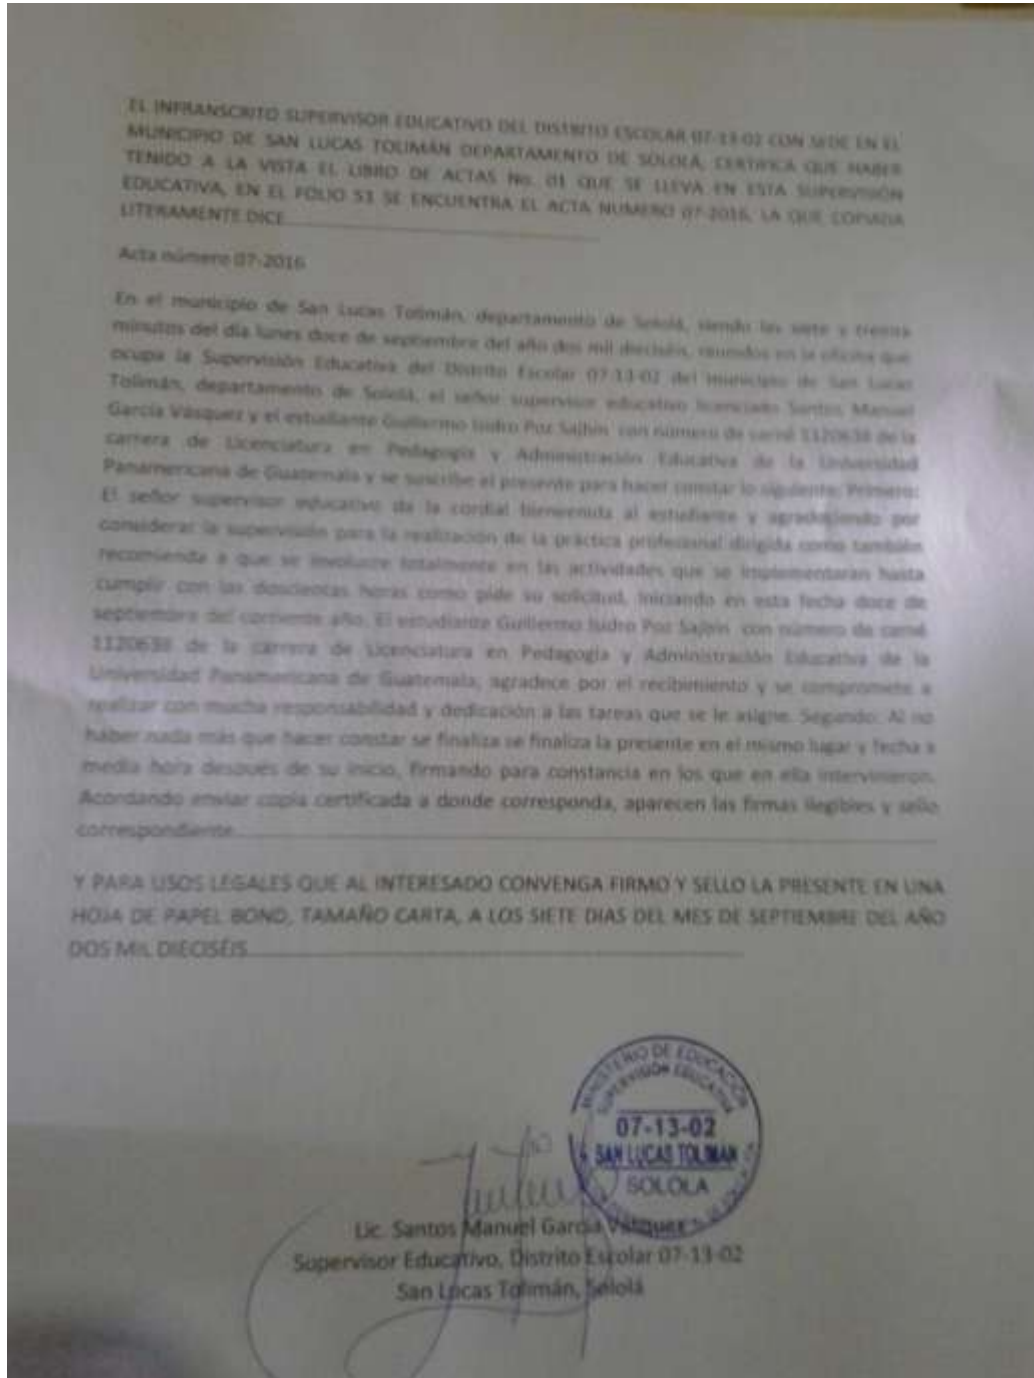 EL INFRANSCRITO SUPERVISOR EDUCATIVO DEL DISTRITO ESCOLAR 07-13-02 CON SEDE EN EL
MUNICIPIO DE SAN LUCAS TOLIMÁN DEPARTAMENTO DE SOLOLÁ, CERTIFICA QUE HABER
TENIDO A LA VISTA EL LIBRO DE ACTAS No. 01 QUE SE LLEVA EN ESTA SUPERVISIÓN
EDUCATIVA, EN EL FOLIO 53 SE ENCUENTRA EL ACTA NUMERO 07-2016, LA QUE COPIADA
LITERAMENTE DICE
Acta número 07-2016
En el municipio de San Lucas Tolimán, departamento de Sololá, siendo las siete y treinta
minutos del día lunes doce de septiembre del año dos mil dieciséis, reunidos en la oficina que
ocupa la Supervisión Educativa del Distrito Escolar 07-13-02 del municipio de San Lucas
Tolimán, departamento de Sololá, el señor supervisor educativo licenciado Santos Manuel
García Vásquez y el estudiante Guillermo Isidro Poz Sajbin con número de carné 1120638 de la
carrera de Licenciatura en Pedagogía y Administración Educativa de la Universidad
Panamericana de Guatemala y se suscribe el presente para hacer constar lo siguiente: Primero:
El señor supervisor educativo da la cordial bienvenida al estudiante y agradeciendo por
considerar la supervisión para la realización de la práctica profesional dirigida como también
recomienda a que se involucre totalmente en las actividades que se implementaran hasta
cumplir con las doscientas horas como pide su solicitud, iniciando en esta fecha doce de
septiembre del corriente año. El estudiante Guillermo Isidro Poz Sajbin con número de carné
1120638 de la carrera de Licenciatura en Pedagogía y Administración Educativa de la
Universidad Panamericana de Guatemala, agradece por el recibimiento y se compromete a
realizar con mucha responsabilidad y dedicación a las tareas que se le asigne. Segundo: Al no
haber nada más que hacer constar se finaliza se finaliza la presente en el mismo lugar y fecha a
media hora después de su inicio, firmando para constancia en los que en ella intervinieron.
Acordando enviar copia certificada a donde corresponda, aparecen las firmas ilegibles y sello
correspondiente
Y PARA USOS LEGALES QUE AL INTERESADO CONVENGA FIRMO Y SELLO LA PRESENTE EN UNA
HOJA DE PAPEL BOND, TAMAÑO CARTA, A LOS SIETE DIAS DEL MES DE SEPTIEMBRE DEL AÑO
DOS MIL DIECISÉIS
MINISTERIO DE EDUCACIÓN
SUPERVISIÓN EDUCATIVA
07-13-02
SAN LUCAS TOLIMAN
SOLOLA
Lic. Santos Manuel García Vásquez
Supervisor Educativo, Distrito Escolar 07-13-02
San Lucas Tolimán, Sololá